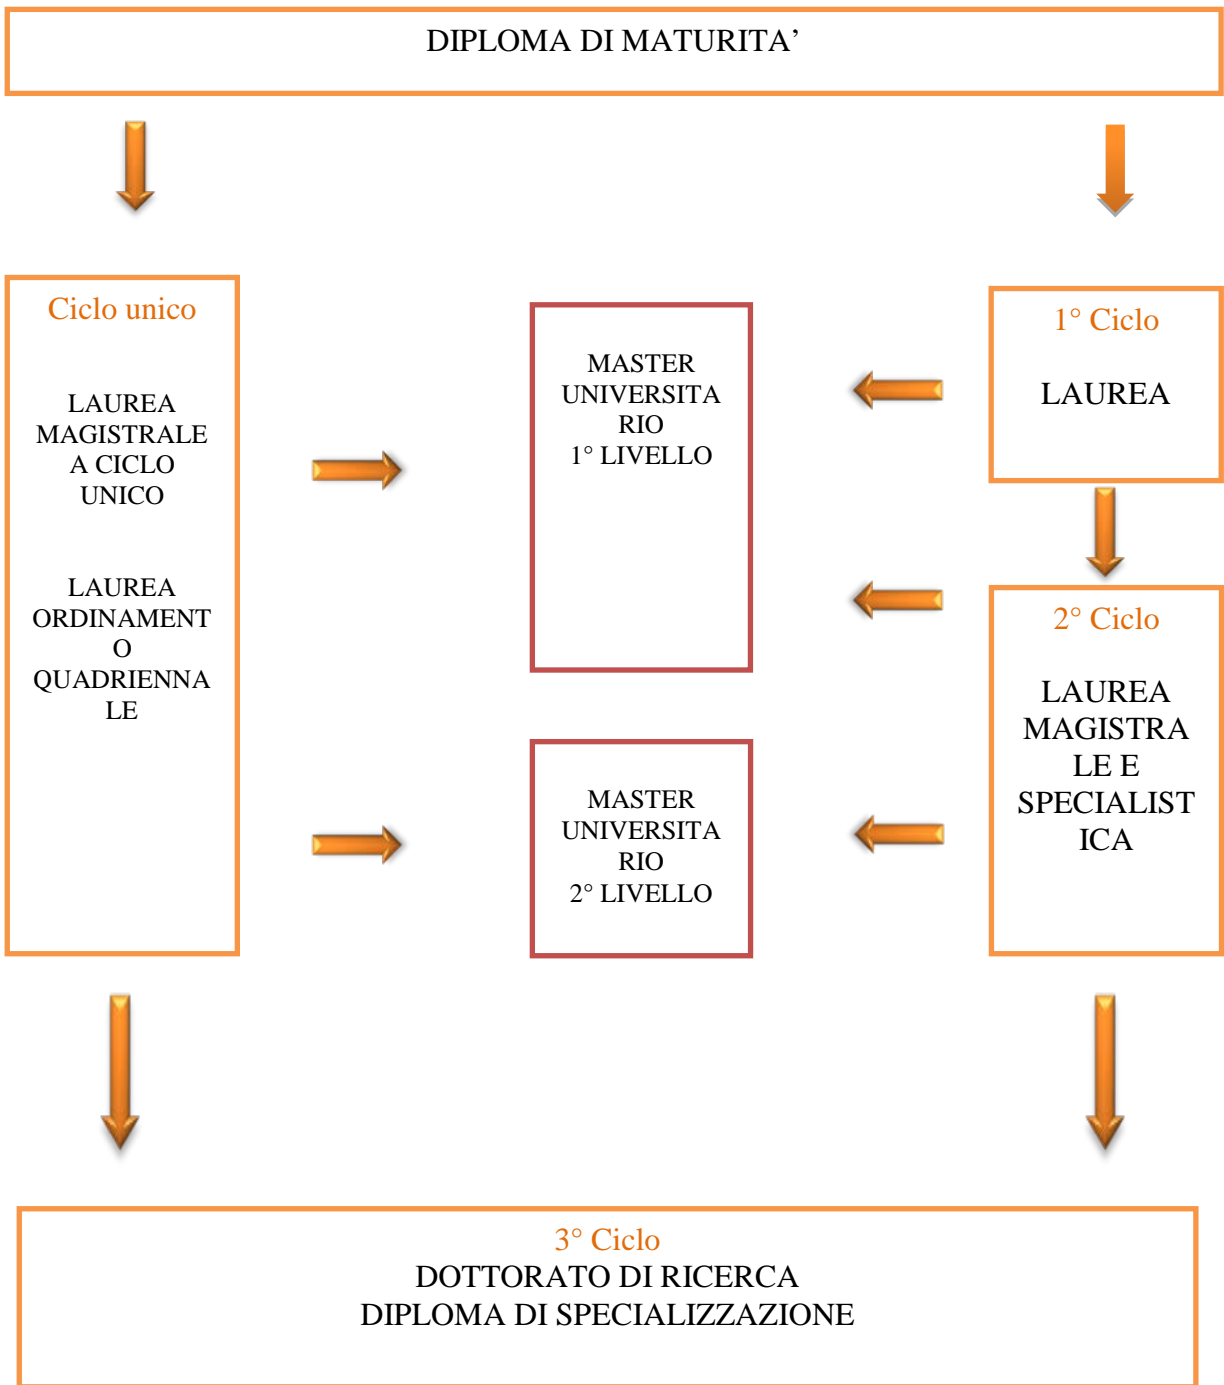 DIPLOMA DI MATURITA’
Ciclo unico
LAUREA
MAGISTRALE
A CICLO
UNICO
LAUREA
ORDINAMENT
O
QUADRIENNA
LE
MASTER
UNIVERSITA
RIO
1° LIVELLO
MASTER
UNIVERSITA
RIO
2° LIVELLO
1° Ciclo
LAUREA
2° Ciclo
LAUREA
MAGISTRA
LE E
SPECIALIST
ICA
3° Ciclo
DOTTORATO DI RICERCA
DIPLOMA DI SPECIALIZZAZIONE